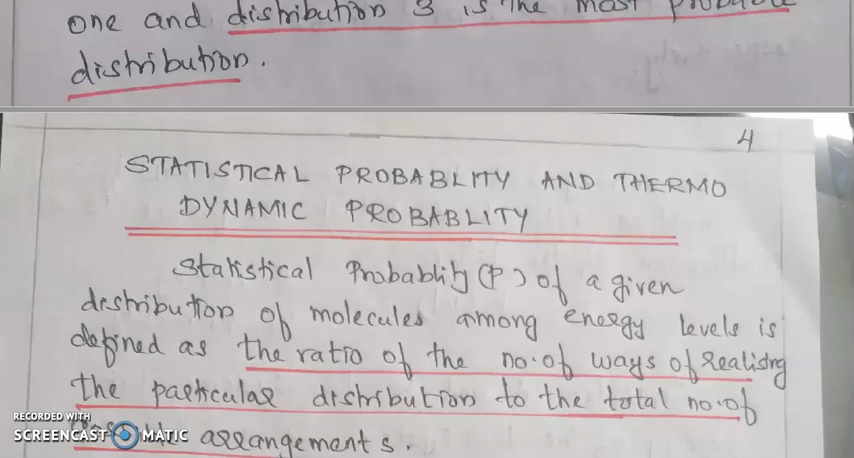 one and distribution 3 is the most probable
distribution.
4
STATISTICAL PROBABLITY AND THERMO
DYNAMIC PROBABLITY
Statistical Probablity (P) of a given
distribution of molecules among energy levels is
defined as the ratio of the no. of ways of realising
the particular distribution to the total no. of
arrangements.
RECORDED WITH
SCREENCAST MATIC